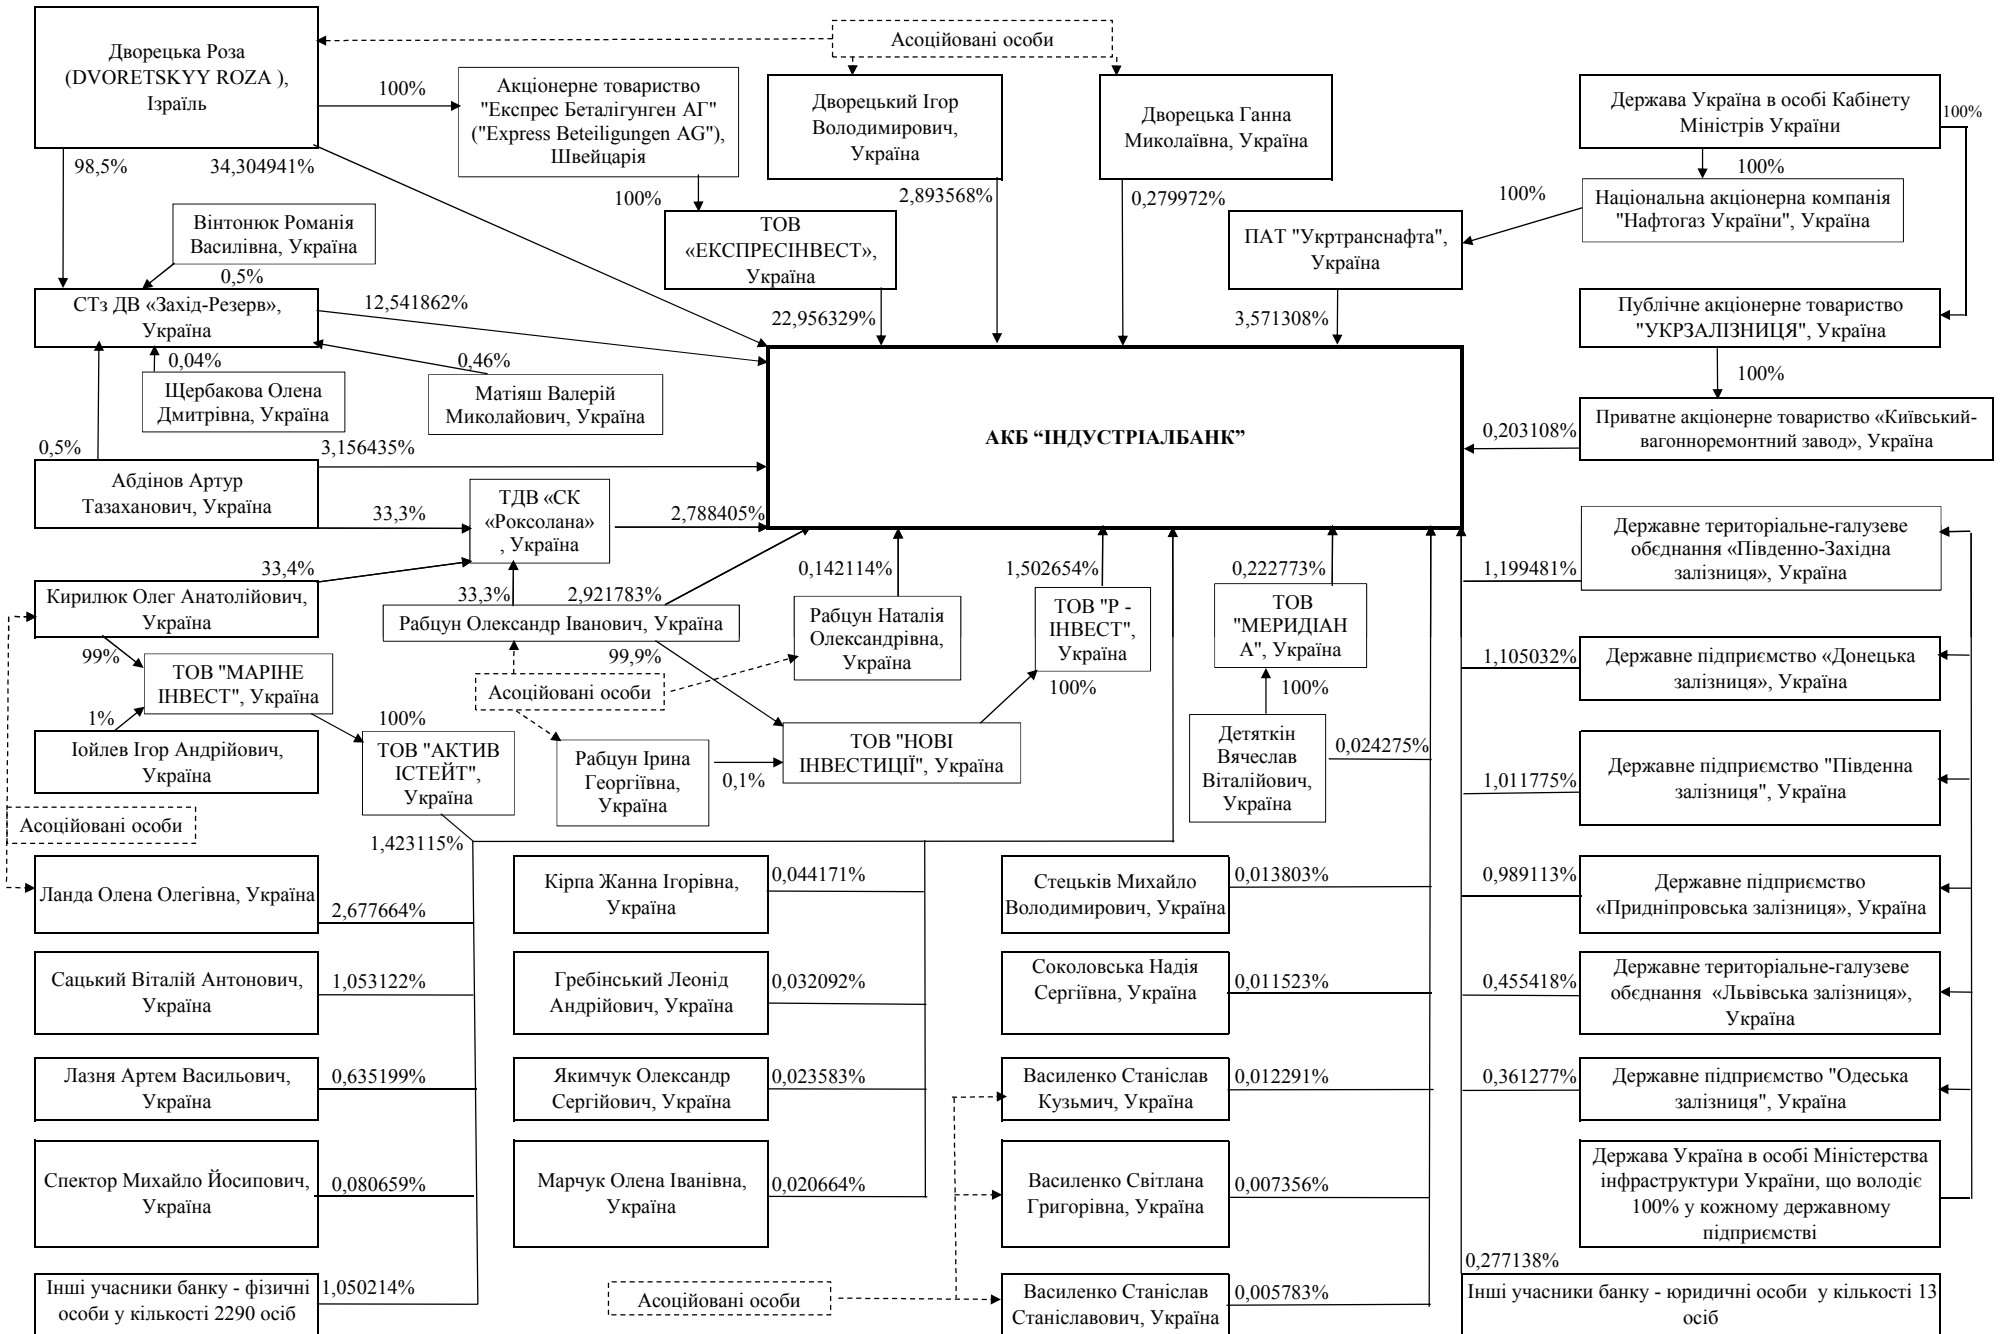 Дворецька Роза
(DVORETSKYY ROZA ),
Ізраїль
Асоційовані особи
100%
Акціонерне товариство
"Експрес Беталігунген АГ"
("Express Beteiligungen AG"),
Швейцарія
Дворецький Ігор
Володимирович,
Україна
Дворецька Ганна
Миколаївна, Україна
Держава Україна в особі Кабінету
Міністрів України
100%
98,5%
34,304941%
100%
2,893568%
0,279972%
100%
100%
Національна акціонерна компанія
"Нафтогаз України", Україна
Вінтонюк Романія
Василівна, Україна
0,5%
ТОВ
«ЕКСПРЕСІНВЕСТ»,
Україна
ПАТ "Укртранснафта",
Україна
СТз ДВ «Захід-Резерв»,
Україна
12,541862%
22,956329%
3,571308%
Публічне акціонерне товариство
"УКРЗАЛІЗНИЦЯ", Україна
0,04%
0,46%
100%
Щербакова Олена
Дмитрівна, Україна
Матіяш Валерій
Миколайович, Україна
АКБ “ІНДУСТРІАЛБАНК”
0,203108%
Приватне акціонерне товариство «Київський-
вагонноремонтний завод», Україна
0,5%
3,156435%
Абдінов Артур
Тазаханович, Україна
33,3%
ТДВ «СК
«Роксолана»
, Україна
2,788405%
33,4%
33,3%
2,921783%
0,142114%
1,502654%
0,222773%
1,199481%
Державне територіальне-галузеве
обєднання «Південно-Західна
залізниця», Україна
Кирилюк Олег Анатолійович,
Україна
Рабцун Олександр Іванович, Україна
Рабцун Наталія
Олександрівна,
Україна
ТОВ "Р -
ІНВЕСТ",
Україна
ТОВ
"МЕРИДІАН
А", Україна
99%
99,9%
100%
100%
1,105032%
Державне підприємство «Донецька
залізниця», Україна
ТОВ "МАРІНЕ
ІНВЕСТ", Україна
Асоційовані особи
1%
100%
Іойлев Ігор Андрійович,
Україна
ТОВ "АКТИВ
ІСТЕЙТ",
Україна
Рабцун Ірина
Георгіївна,
Україна
0,1%
ТОВ "НОВІ
ІНВЕСТИЦІЇ", Україна
Детяткін
Вячеслав
Віталійович,
Україна
0,024275%
1,011775%
Державне підприємство "Південна
залізниця", Україна
Асоційовані особи
1,423115%
Ланда Олена Олегівна, Україна
2,677664%
Кірпа Жанна Ігорівна,
Україна
0,044171%
Стецьків Михайло
Володимирович, Україна
0,013803%
0,989113%
Державне підприємство
«Придніпровська залізниця», Україна
Сацький Віталій Антонович,
Україна
1,053122%
Гребінський Леонід
Андрійович, Україна
0,032092%
Соколовська Надія
Сергіївна, Україна
0,011523%
0,455418%
Державне територіальне-галузеве
обєднання «Львівська залізниця»,
Україна
Лазня Артем Васильович,
Україна
0,635199%
Якимчук Олександр
Сергійович, Україна
0,023583%
Василенко Станіслав
Кузьмич, Україна
0,012291%
0,361277%
Державне підприємство "Одеська
залізниця", Україна
Спектор Михайло Йосипович,
Україна
0,080659%
Марчук Олена Іванівна,
Україна
0,020664%
Василенко Світлана
Григорівна, Україна
0,007356%
Держава Україна в особі Міністерства
інфраструктури України, що володіє
100% у кожному державному
підприємстві
Інші учасники банку - фізичні
особи у кількості 2290 осіб
1,050214%
Асоційовані особи
Василенко Станіслав
Станіславович, Україна
0,005783%
0,277138%
Інші учасники банку - юридичні особи у кількості 13
осіб